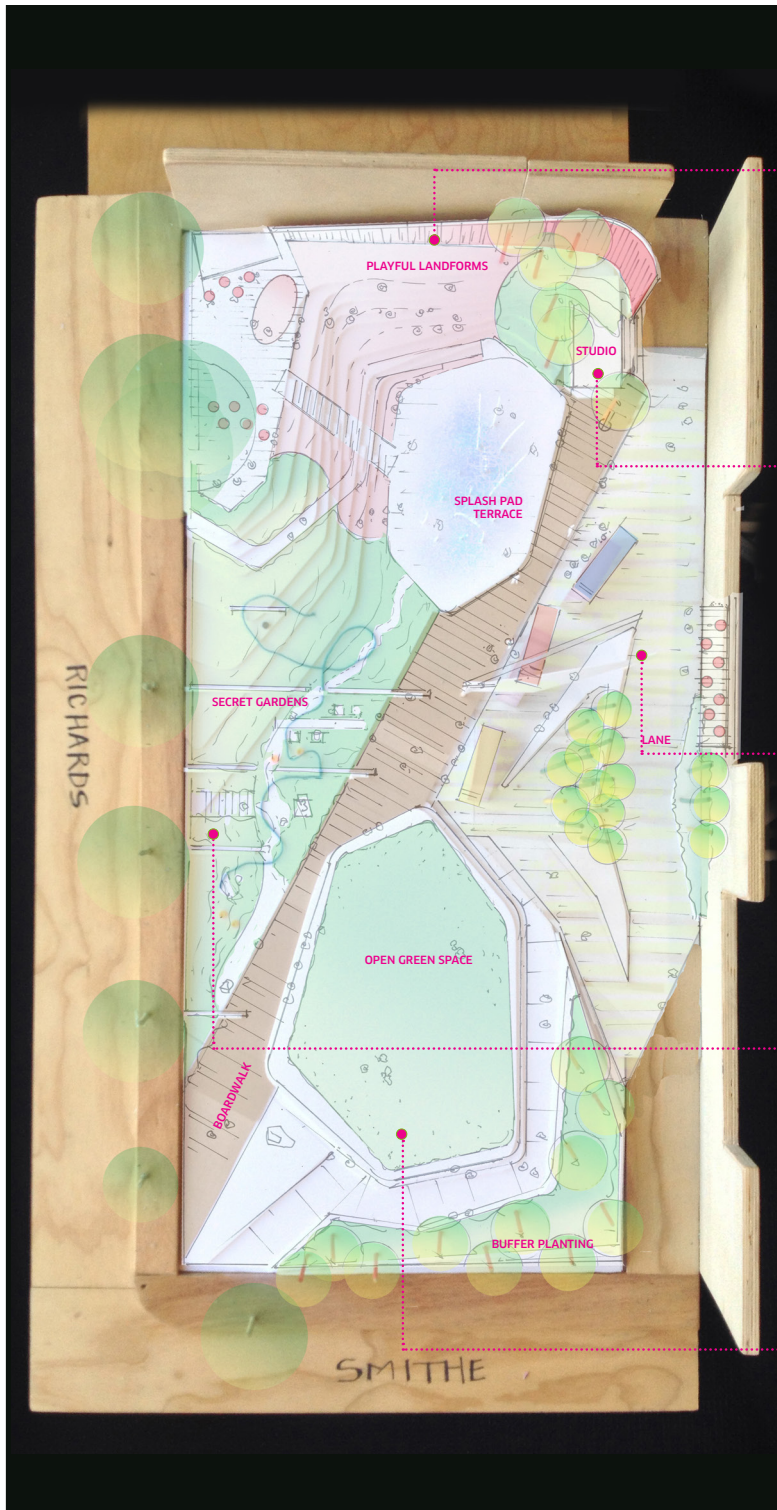 PLAYFUL LANDFORMS
STUDIO
SPLASH PAD
TERRACE
SECRET GARDENS
LANE
RICHARDS
OPEN GREEN SPACE
BOARDWALK
BUFFER PLANTING
SMITHE